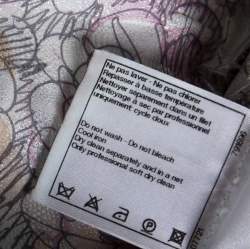 Ne pas laver - Ne pas chlorer
Repasser à basse température
Nettoyer séparement dans un filet
Nettoyage à sec par professionnel
uniquement cycle doux
Do not wash - Do not bleach
Cool iron
Dry clean separately and in a net
Only professional soft dry clean